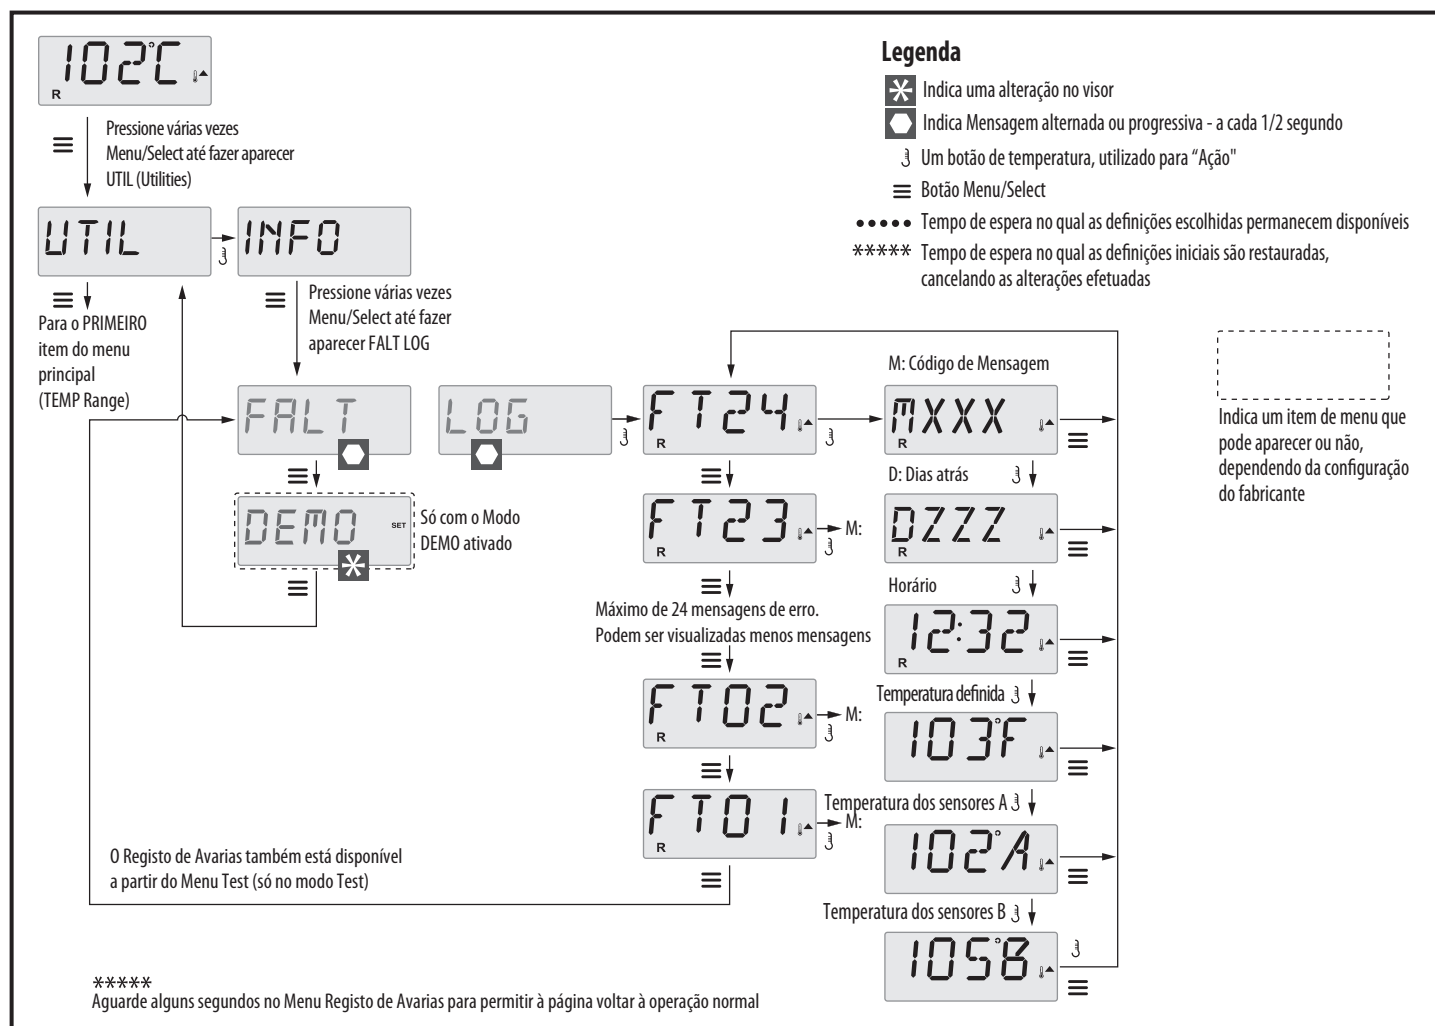 102°C
R
Pressione várias vezes
Menu/Select até fazer aparecer
UTIL (Utilities)
UTIL
INFO
Para o PRIMEIRO
item do menu
principal
(TEMP Range)
Pressione várias vezes
Menu/Select até fazer
aparecer FALT LOG
FALT
LOG
DEMO
SET
Só com o Modo
DEMO ativado
Legenda
Indica uma alteração no visor
Indica Mensagem alternada ou progressiva - a cada 1/2 segundo
Um botão de temperatura, utilizado para “Ação"
Botão Menu/Select
••••• Tempo de espera no qual as definições escolhidas permanecem disponíveis
***** Tempo de espera no qual as definições iniciais são restauradas,
cancelando as alterações efetuadas
Indica um item de menu que
pode aparecer ou não,
dependendo da configuração
do fabricante
FT24
R
FT23
R
M:
Máximo de 24 mensagens de erro.
Podem ser visualizadas menos mensagens
FT02
R
M:
FT01
R
M:
M: Código de Mensagem
MXXX
R
D: Dias atrás
DZZZ
R
Horário
12:32
R
Temperatura definida
103°F
Temperatura dos sensores A
102°A
Temperatura dos sensores B
105°B
O Registo de Avarias também está disponível
a partir do Menu Test (só no modo Test)
*****
Aguarde alguns segundos no Menu Registo de Avarias para permitir à página voltar à operação normal